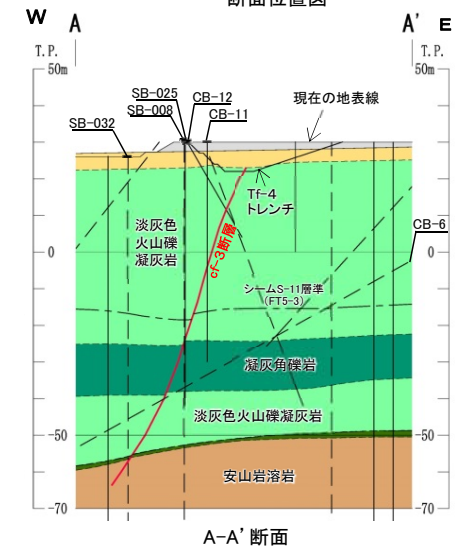 断面位置図
W A A' E
T.P. T.P.
50m 50m
SB-025
SB-008
CB-12
CB-11
SB-032
現在の地表線
Tf-4
トレンチ
淡灰色
火山礫
凝灰岩
cf-3断層
CB-6
0 0
シームS-11層準
(FT5-3)
凝灰角礫岩
淡灰色火山礫凝灰岩
-50 -50
安山岩溶岩
-70 -70
A-A'断面